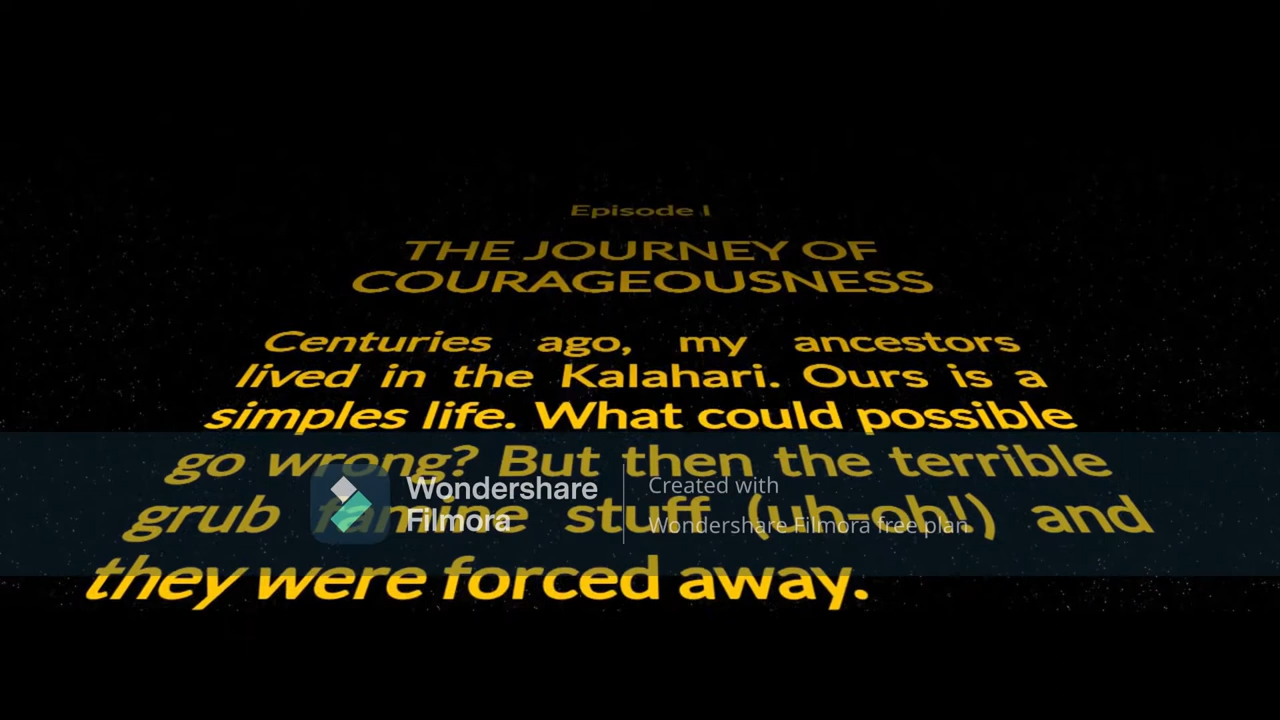 Episode I
THE JOURNEY OF
COURAGEOUSNESS
Centuries ago, my ancestors
lived in the Kalahari. Ours is a
simples life. What could possible
go wrong? But then the terrible
grub famine stuff (uh-oh!) and
they were forced away.
Wondershare
Filmora
Created with
Wondershare Filmora free plan